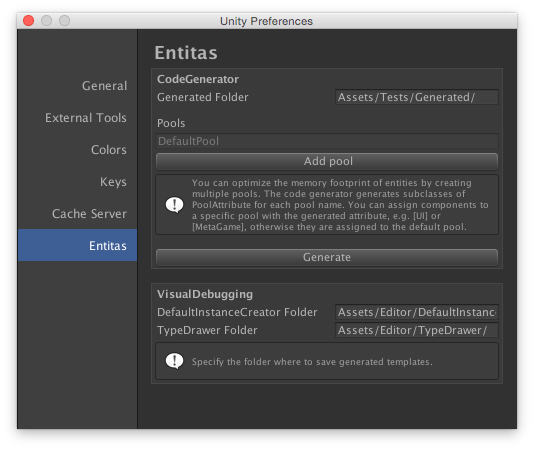 Unity Preferences
General
External Tools
Colors
Keys
Cache Server
Entitas
Entitas
CodeGenerator
Generated Folder Assets/Tests/Generated/
Pools
DefaultPool
Add pool
You can optimize the memory footprint of entities by creating
multiple pools. The code generator generates subclasses of
PoolAttribute for each pool name. You can assign components to
a specific pool with the generated attribute, e.g. [UI] or
[MetaGame], otherwise they are assigned to the default pool.
Generate
VisualDebugging
DefaultInstanceCreator Folder Assets/Editor/DefaultInstance
TypeDrawer Folder Assets/Editor/TypeDrawer/
Specify the folder where to save generated templates.